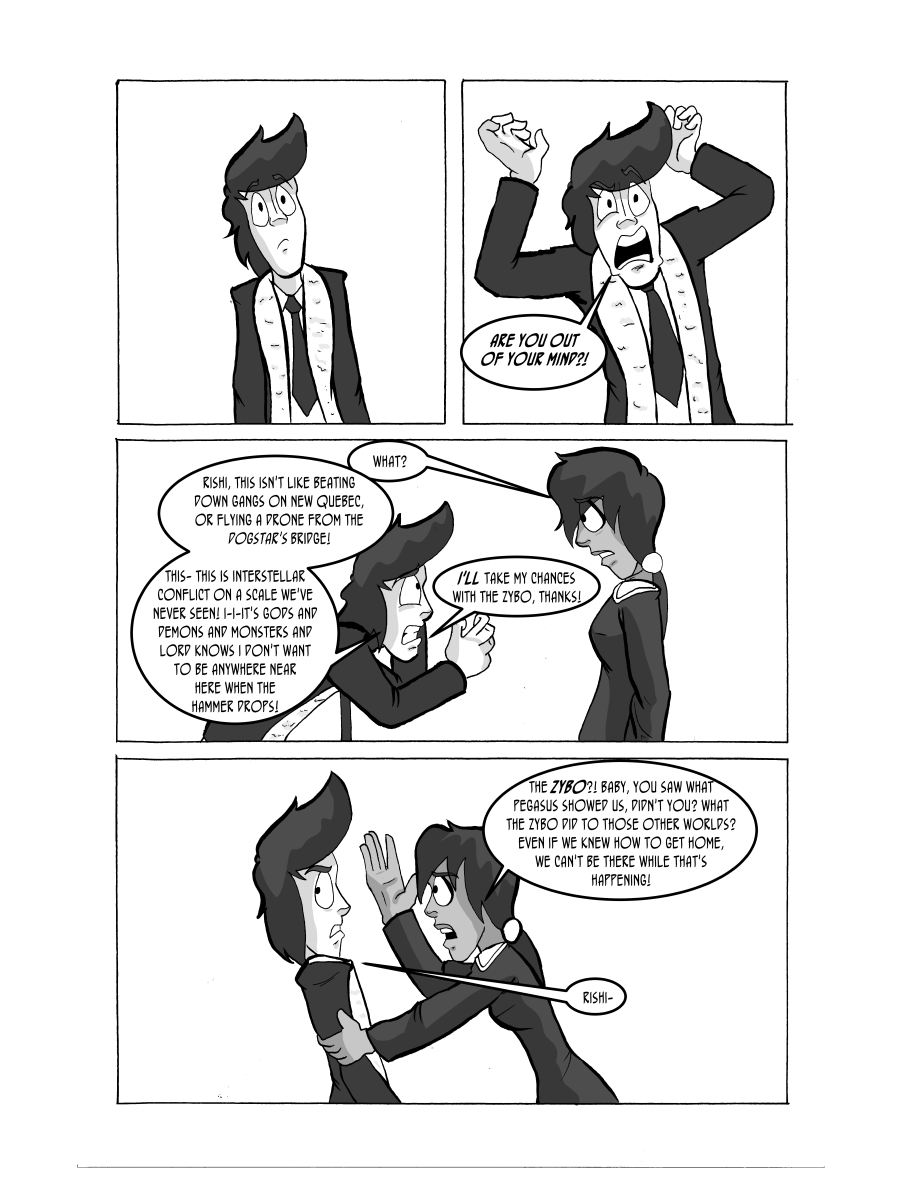 ARE YOU OUT
OF YOUR MIND?!
WHAT?
RISHI, THIS ISN'T LIKE BEATING
DOWN GANGS ON NEW QUEBEC,
OR FLYING A DRONE FROM THE
DOGSTAR'S BRIDGE!
THIS- THIS IS INTERSTELLAR
CONFLICT ON A SCALE WE'VE
NEVER SEEN! I-I-IT'S GODS AND
DEMONS AND MONSTERS AND
LORD KNOWS I DON'T WANT
TO BE ANYWHERE NEAR
HERE WHEN THE
HAMMER DROPS!
I'LL TAKE MY CHANCES
WITH THE ZYBO, THANKS!
THE ZYBO?! BABY, YOU SAW WHAT
PEGASUS SHOWED US, DIDN'T YOU? WHAT
THE ZYBO DID TO THOSE OTHER WORLDS?
EVEN IF WE KNEW HOW TO GET HOME,
WE CAN'T BE THERE WHILE THAT'S
HAPPENING!
RISHI-